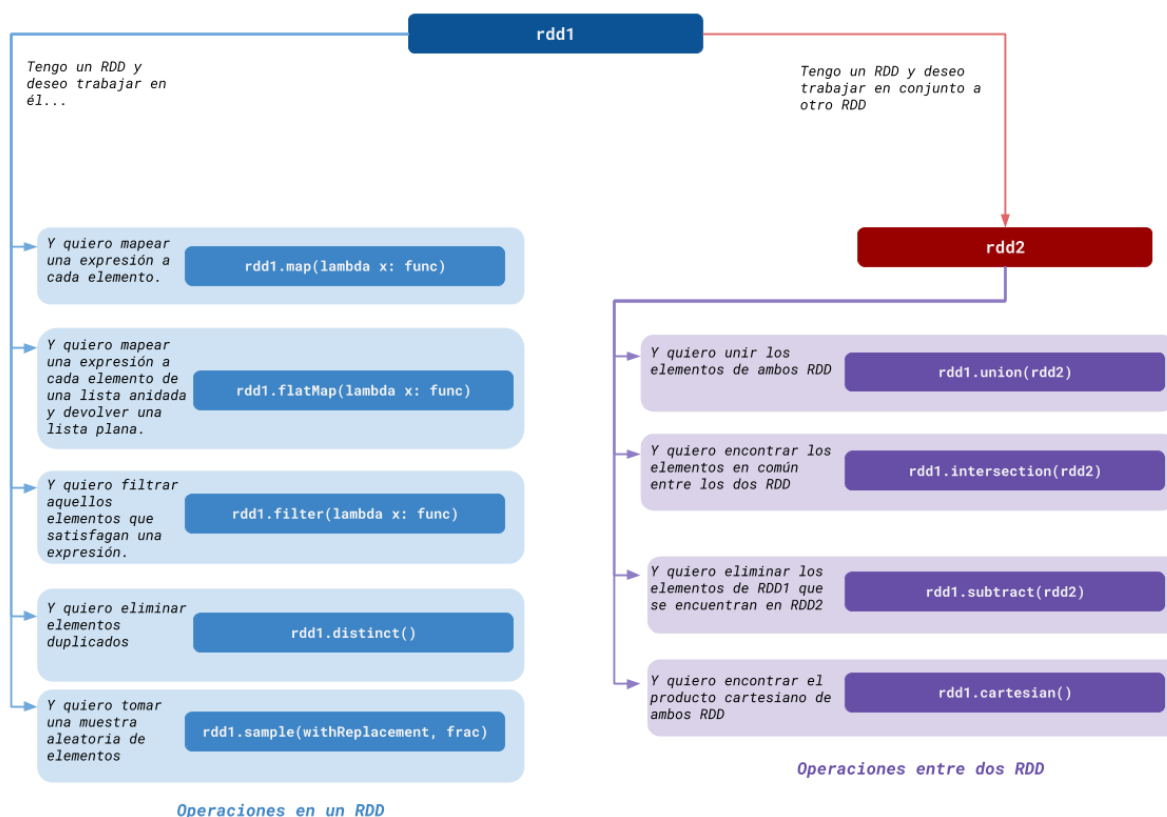 rdd1
Tengo un RDD y
deseo trabajar en
él...
Tengo un RDD y deseo
trabajar en conjunto a
otro RDD
Y quiero mapear
una expresión a
cada elemento.
rdd1.map(lambda x: func)
Y quiero mapear
una expresión a
cada elemento de
una lista anidada
y devolver una
lista plana.
rdd1.flatMap(lambda x: func)
Y quiero filtrar
aquellos
elementos que
satisfagan una
expresión.
rdd1.filter(lambda x: func)
Y quiero eliminar
elementos
duplicados
rdd1.distinct()
Y quiero tomar
una muestra
aleatoria de
elementos
rdd1.sample(withReplacement, frac)
Operaciones en un RDD
rdd2
Y quiero unir los
elementos de ambos RDD
rdd1.union(rdd2)
Y quiero encontrar los
elementos en común
entre los dos RDD
rdd1.intersection(rdd2)
Y quiero eliminar los
elementos de RDD1 que
se encuentran en RDD2
rdd1.subtract(rdd2)
Y quiero encontrar el
producto cartesiano de
ambos RDD
rdd1.cartesian()
Operaciones entre dos RDD